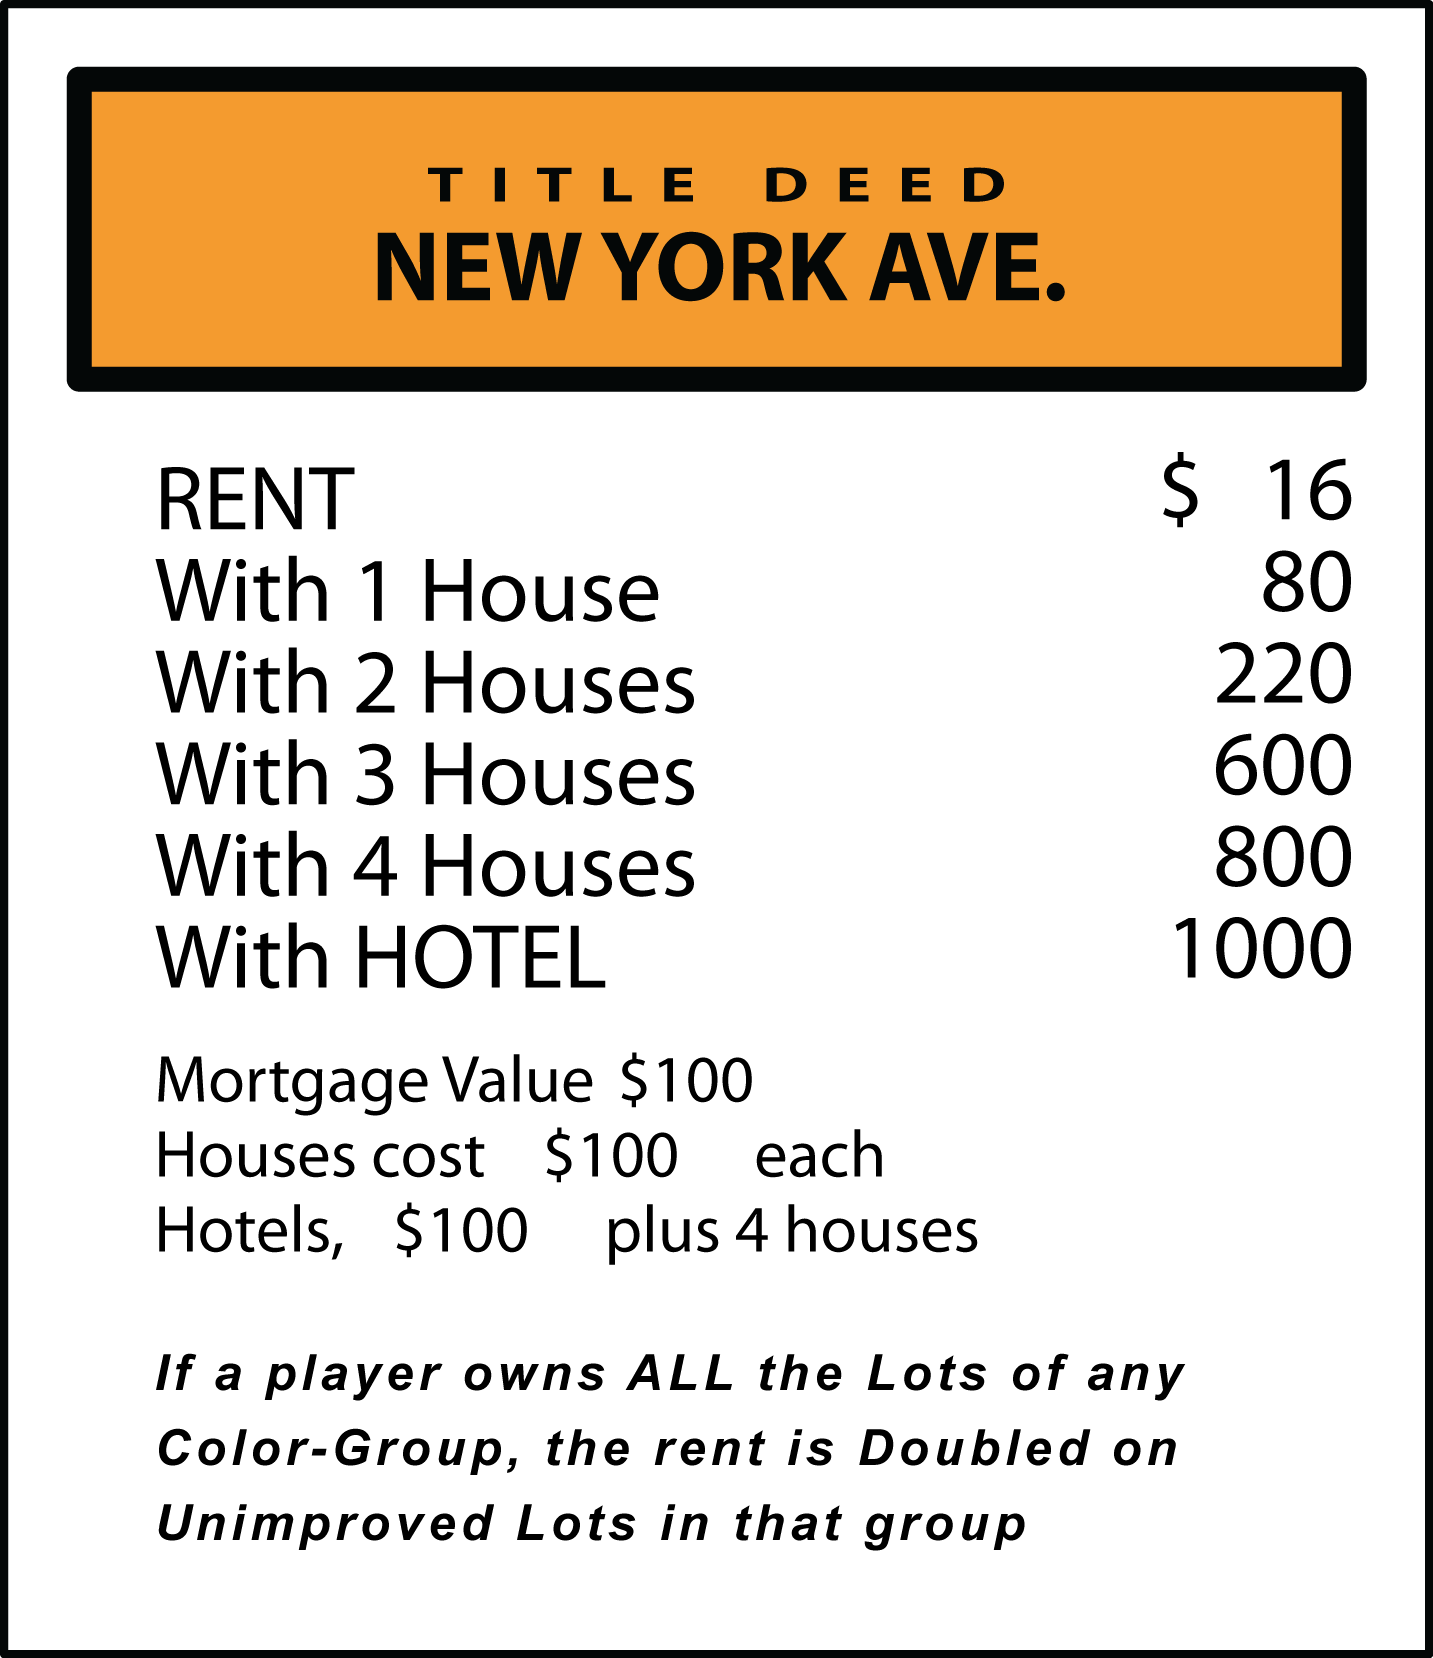 TITLE DEED
NEW YORK AVE.
RENT $ 16
With 1 House 80
With 2 Houses 220
With 3 Houses 600
With 4 Houses 800
With HOTEL 1000
Mortgage Value $100
Houses cost $100 each
Hotels, $100 plus 4 houses
If a player owns ALL the Lots of any
Color-Group, the rent is Doubled on
Unimproved Lots in that group